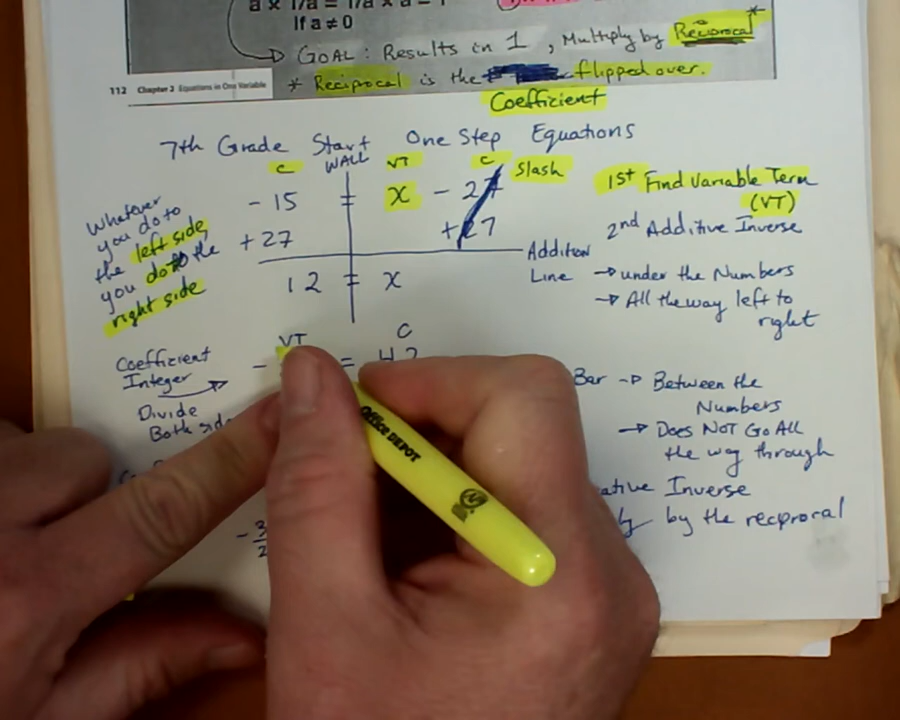 a x 1/a = 1/a x a = 1
If a ≠ 0
GOAL: Results in 1, Multiply by Reciprocal*
* Reciprocal is the flipped over.
Coefficient
112 Chapter 2 Equations in One Variable
7th Grade Start One Step Equations
WALL
C VT C Slash
- 15 = x - 27
+ 27 + 27
12 = x
Whatever
you do to
the left side,
you do to the
right side
1st Find Variable Term
(VT)
2nd Additive Inverse
Addition
Line → under the Numbers
→ All the way left to
right
VT C
- = 42
Coefficient
Integer
Divide
Both
Bar → Between the
Numbers
→ Does NOT Go All
the way through
Inverse
by the reciprocal
- 3
2
Office DEPOT